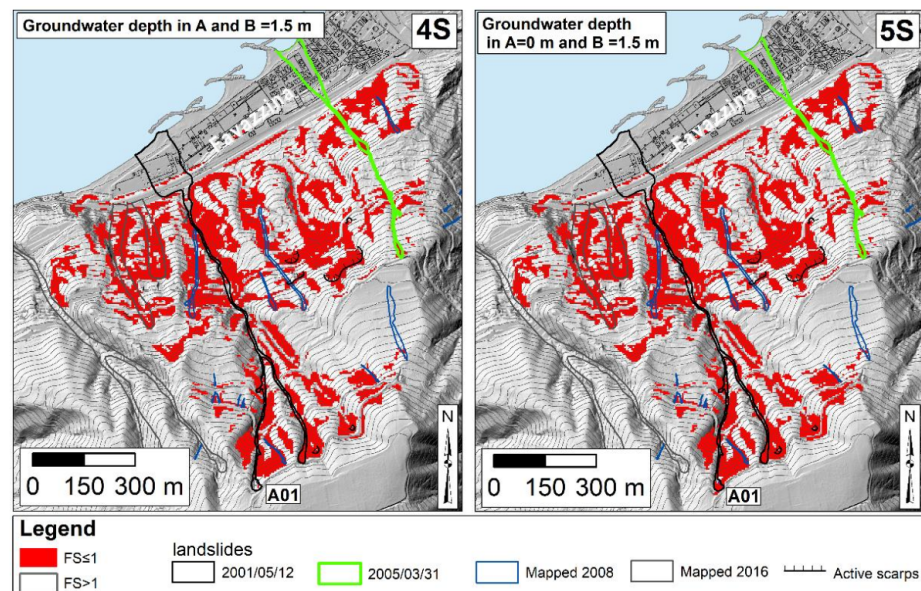 Groundwater depth in A and B =1.5 m
4S
Favazzina
N
0 150 300 m
A01
Groundwater depth
in A=0 m and B =1.5 m
5S
Favazzina
N
0 150 300 m
A01
Legend
FS≤1
FS>1
landslides
2001/05/12
2005/03/31
Mapped 2008
Mapped 2016
Active scarps